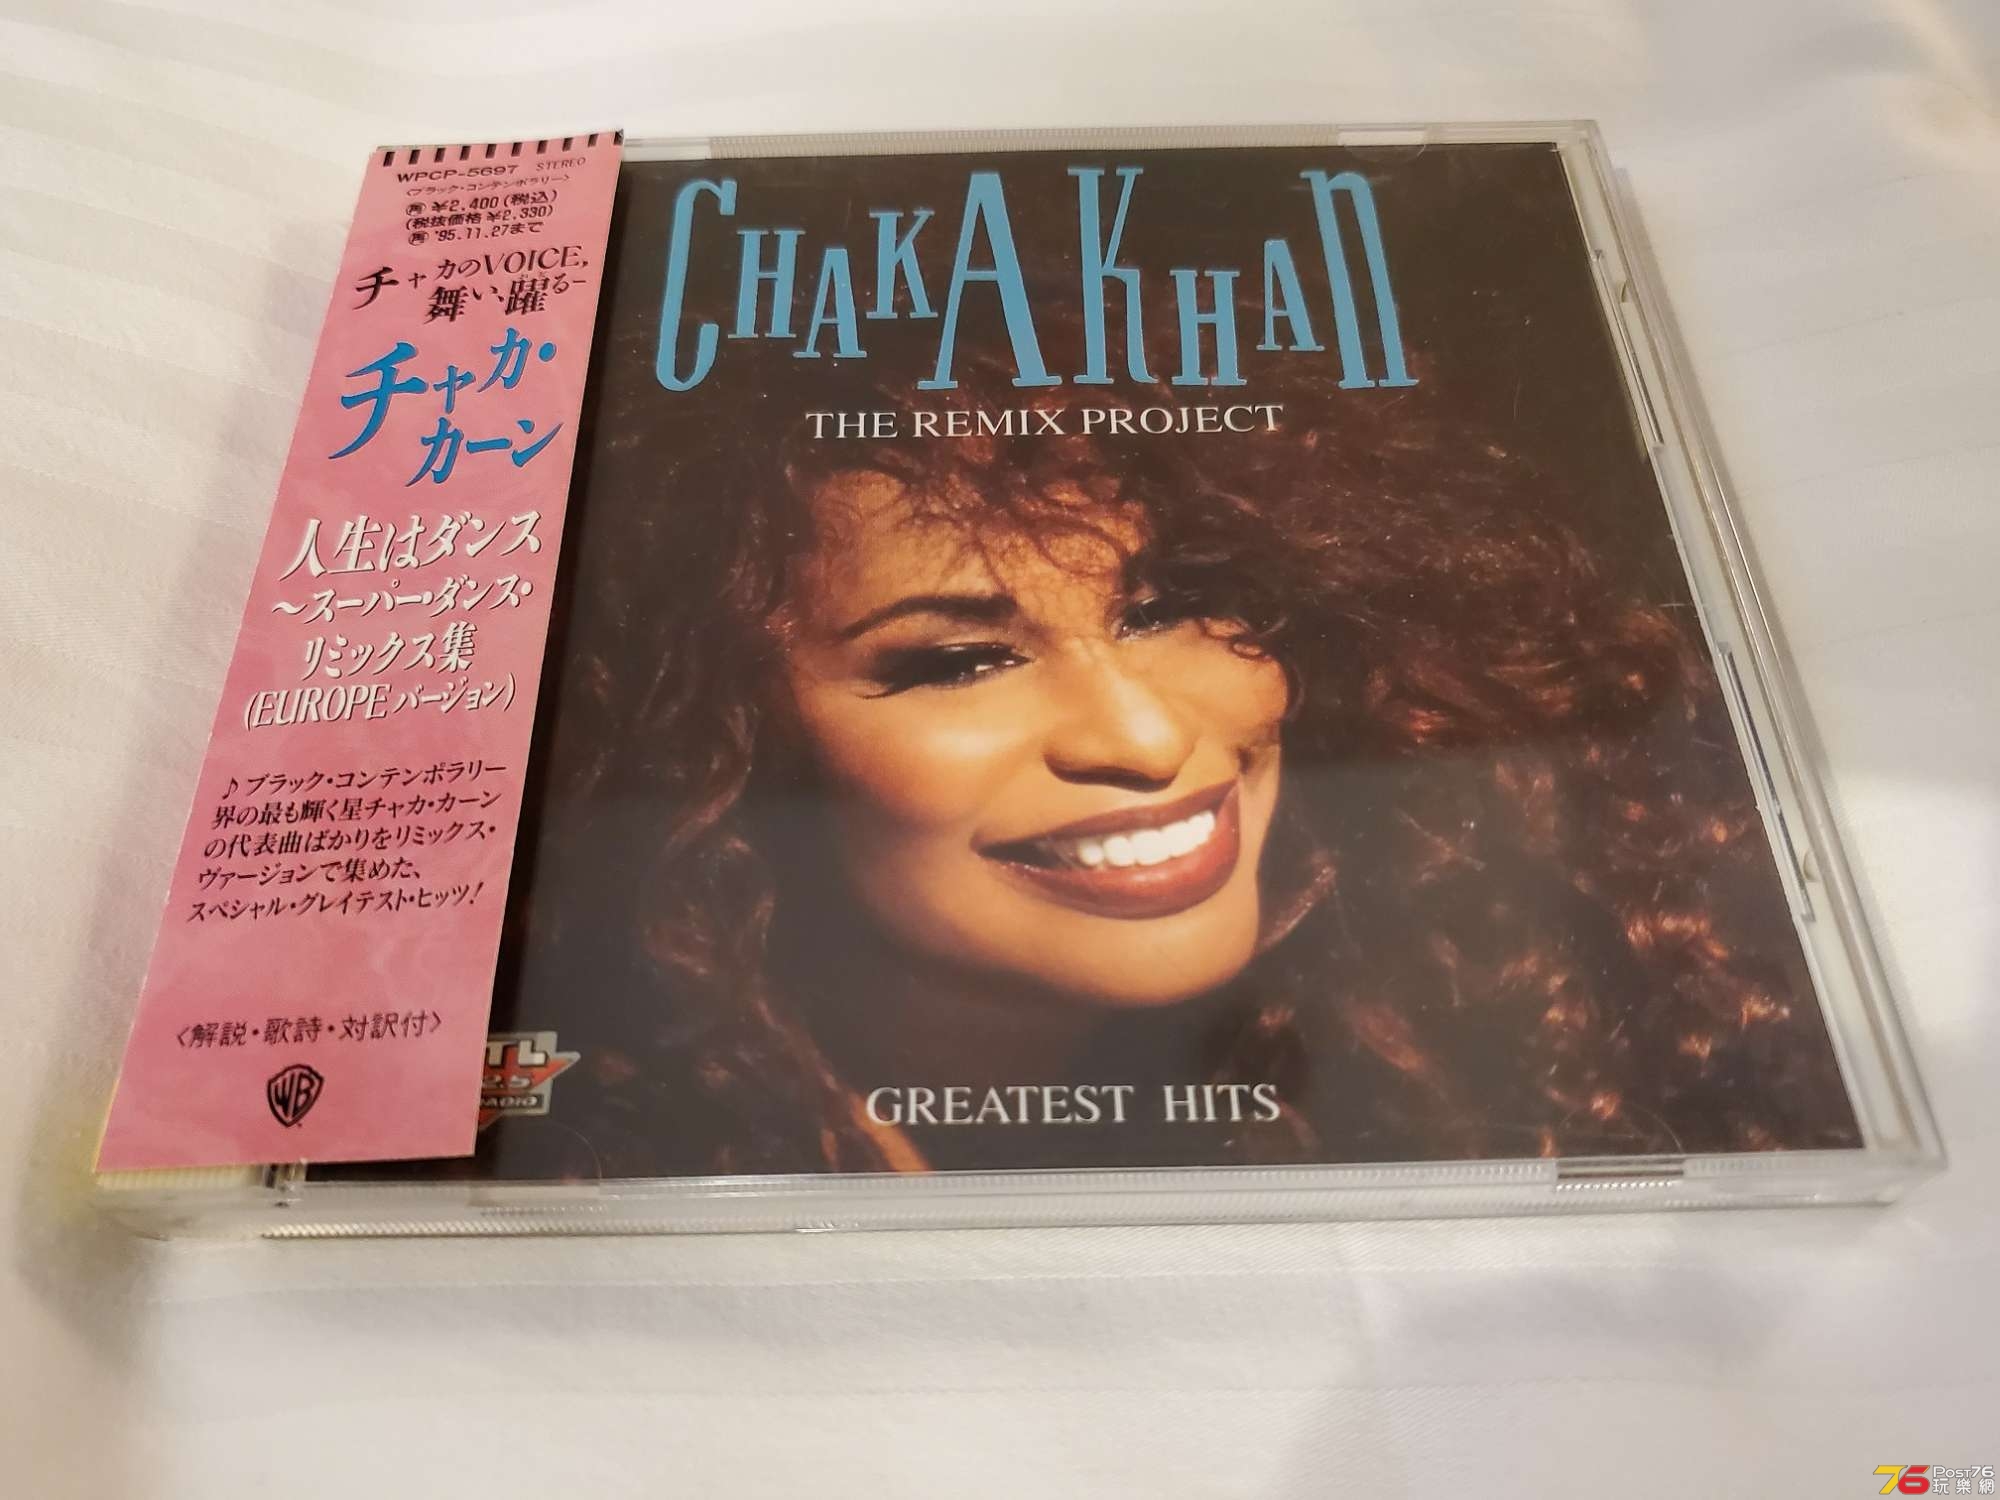 WPCP-5697 STEREO
<ブラック・コンテンポラリー>
再 ¥2,400(税込)
(税抜価格 ¥2,330)
再 '95.11.27まで
チャカのVOICE,
舞い、躍る—
チャカ・
カーン
人生はダンス
～スーパー・ダンス・
リミックス集
(EUROPEバージョン)
♪ブラック・コンテンポラリー
界の最も輝く星チャカ・カーン
の代表曲ばかりをリミックス・
ヴァージョンで集めた、
スペシャル・グレイテスト・ヒッツ!
<解説・歌詩・対訳付>
WB
CHAKA KHAN
THE REMIX PROJECT
GREATEST HITS
76 Post76
玩樂網